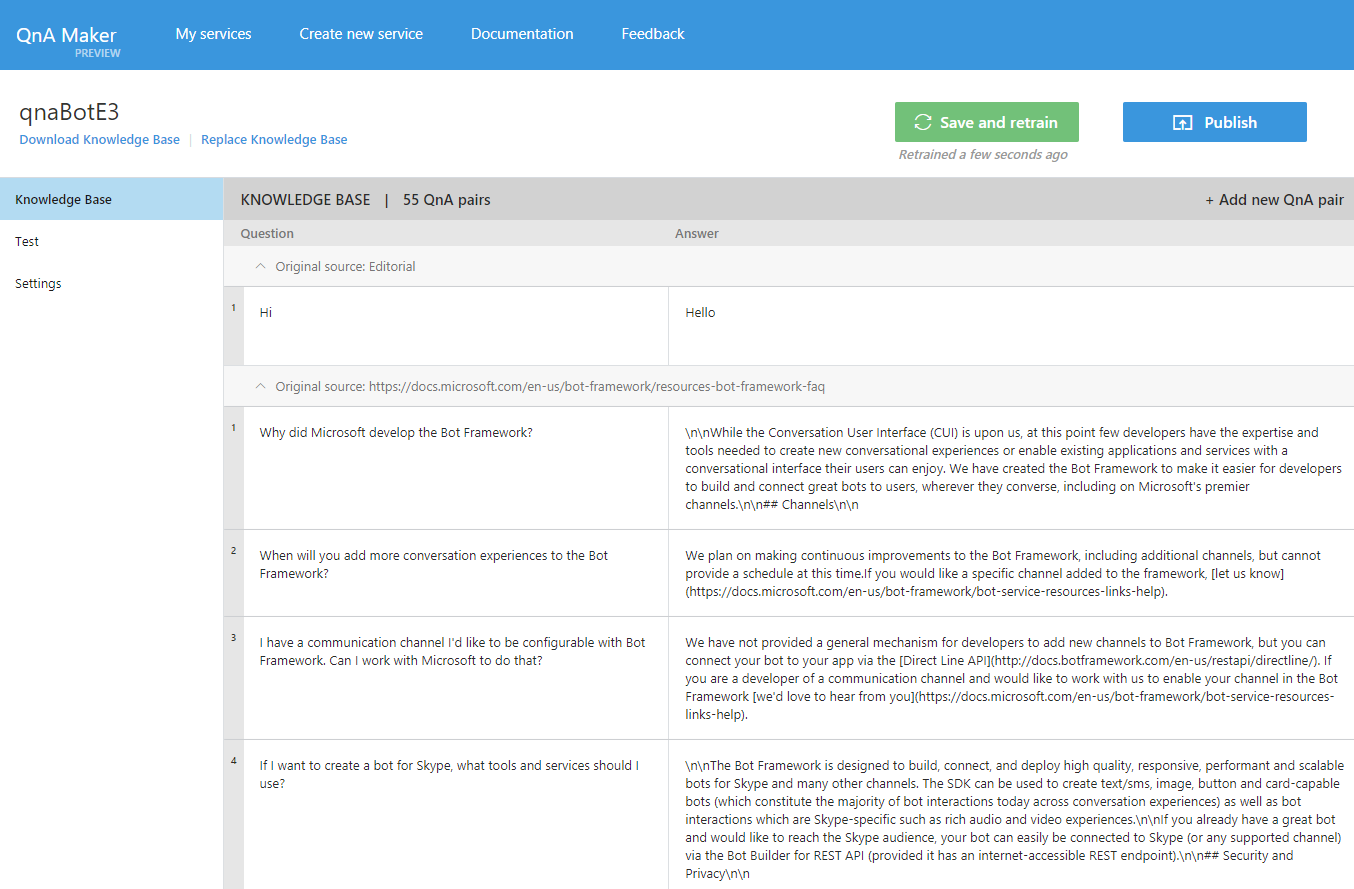 QnA Maker
PREVIEW
My services
Create new service
Documentation
Feedback
qnaBotE3
Download Knowledge Base | Replace Knowledge Base
Save and retrain
Retrained a few seconds ago
Publish
Knowledge Base
Test
Settings
KNOWLEDGE BASE | 55 QnA pairs
+ Add new QnA pair
Question
Answer
Original source: Editorial
1
Hi
Hello
Original source: https://docs.microsoft.com/en-us/bot-framework/resources-bot-framework-faq
1
Why did Microsoft develop the Bot Framework?
\n\nWhile the Conversation User Interface (CUI) is upon us, at this point few developers have the expertise and
tools needed to create new conversational experiences or enable existing applications and services with a
conversational interface their users can enjoy. We have created the Bot Framework to make it easier for developers
to build and connect great bots to users, wherever they converse, including on Microsoft's premier
channels.\n\n## Channels\n\n
2
When will you add more conversation experiences to the Bot
Framework?
We plan on making continuous improvements to the Bot Framework, including additional channels, but cannot
provide a schedule at this time.If you would like a specific channel added to the framework, [let us know]
(https://docs.microsoft.com/en-us/bot-framework/bot-service-resources-links-help).
3
I have a communication channel I'd like to be configurable with Bot
Framework. Can I work with Microsoft to do that?
We have not provided a general mechanism for developers to add new channels to Bot Framework, but you can
connect your bot to your app via the [Direct Line API](http://docs.botframework.com/en-us/restapi/directline/). If
you are a developer of a communication channel and would like to work with us to enable your channel in the Bot
Framework [we'd love to hear from you](https://docs.microsoft.com/en-us/bot-framework/bot-service-resources-
links-help).
4
If I want to create a bot for Skype, what tools and services should I
use?
\n\nThe Bot Framework is designed to build, connect, and deploy high quality, responsive, performant and scalable
bots for Skype and many other channels. The SDK can be used to create text/sms, image, button and card-capable
bots (which constitute the majority of bot interactions today across conversation experiences) as well as bot
interactions which are Skype-specific such as rich audio and video experiences.\n\nIf you already have a great bot
and would like to reach the Skype audience, your bot can easily be connected to Skype (or any supported channel)
via the Bot Builder for REST API (provided it has an internet-accessible REST endpoint).\n\n## Security and
Privacy\n\n